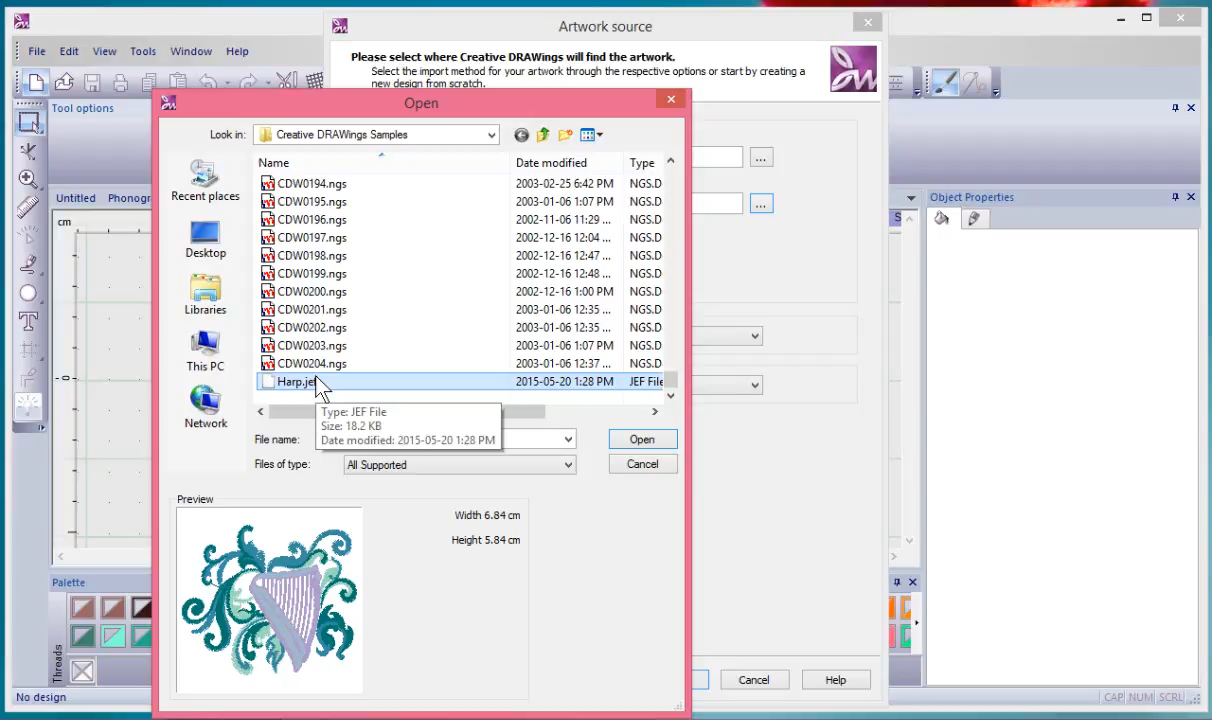 Artwork source
File Edit View Tools Window Help
Please select where Creative DRAWings will find the artwork.
Select the import method for your artwork through the respective options or start by creating a
new design from scratch.
Tool options
Open
Look in: Creative DRAWings Samples
Name Date modified Type
CDW0194.ngs 2003-02-25 6:42 PM NGS.D
CDW0195.ngs 2003-01-06 1:07 PM NGS.D
CDW0196.ngs 2002-11-06 11:29 ... NGS.D
CDW0197.ngs 2002-12-16 12:04 ... NGS.D
CDW0198.ngs 2002-12-16 12:47 ... NGS.D
CDW0199.ngs 2002-12-16 12:48 ... NGS.D
CDW0200.ngs 2002-12-16 1:00 PM NGS.D
CDW0201.ngs 2003-01-06 12:35 ... NGS.D
CDW0202.ngs 2003-01-06 12:35 ... NGS.D
CDW0203.ngs 2003-01-06 1:07 PM NGS.D
CDW0204.ngs 2003-01-06 12:37 ... NGS.D
Harp.jef 2015-05-20 1:28 PM JEF File
Recent places
Desktop
Libraries
This PC
Network
Type: JEF File
Size: 18.2 KB
Date modified: 2015-05-20 1:28 PM
File name:
Open
Files of type: All Supported
Cancel
Preview
Width 6.84 cm
Height 5.84 cm
...
...
Untitled Phonogr
cm
0
Object Properties
Palette
Threads
Cancel
Help
No design
CAP NUM SCRL